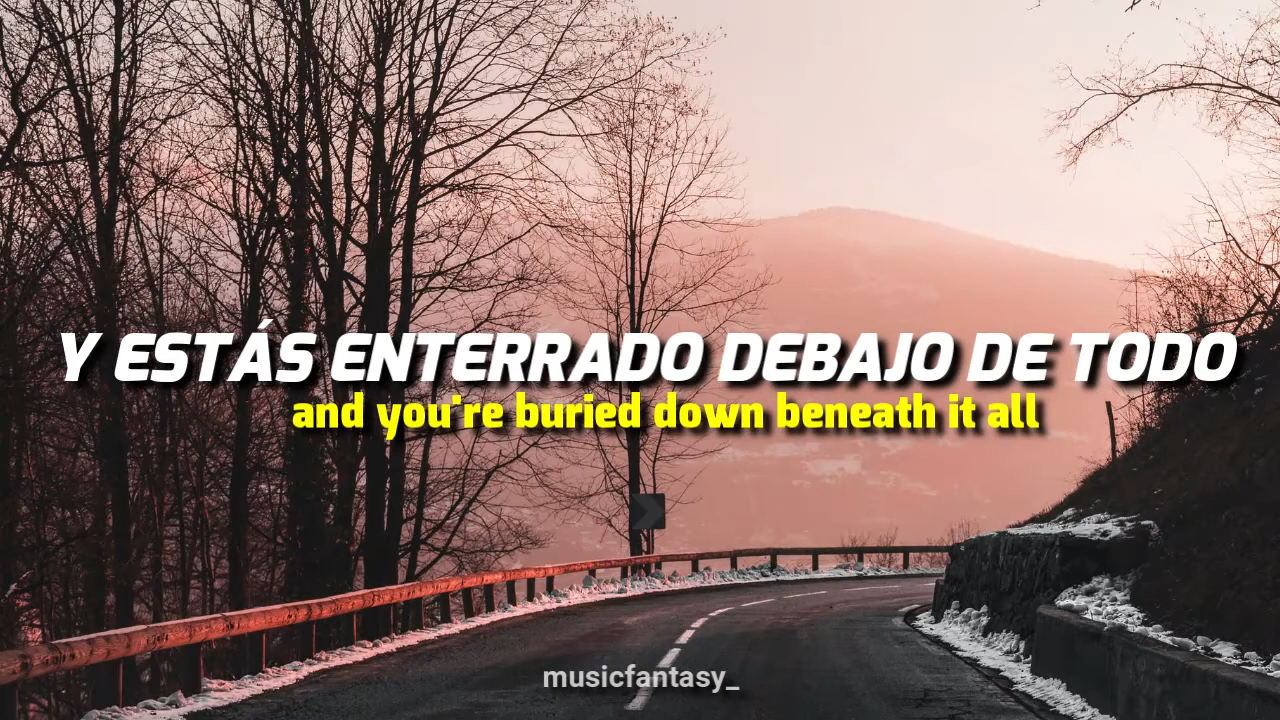 Y ESTÁS ENTERRADO DEBAJO DE TODO
and you're buried down beneath it all
musicfantasy_